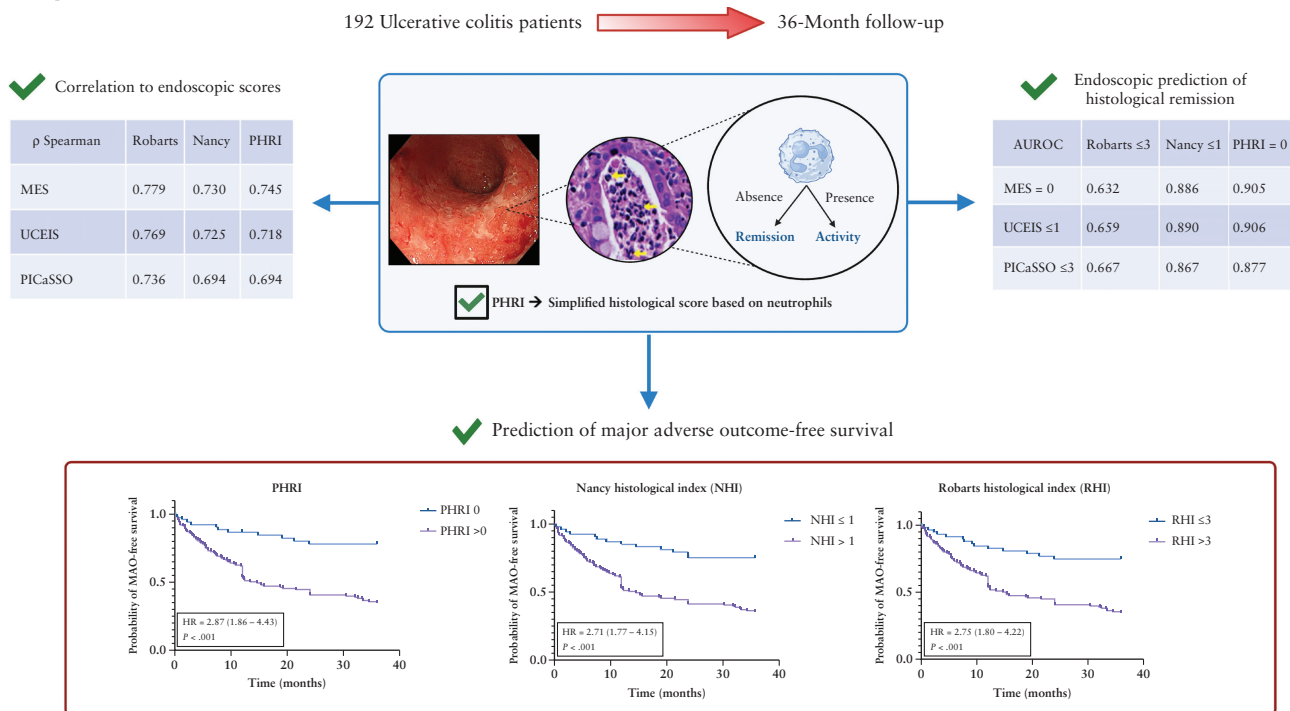 192 Ulcerative colitis patients 36-Month follow-up
Correlation to endoscopic scores
ρ Spearman Robarts Nancy PHRI
MES 0.779 0.730 0.745
UCEIS 0.769 0.725 0.718
PICaSSO 0.736 0.694 0.694
Absence Presence
Remission Activity
PHRI → Simplified histological score based on neutrophils
Endoscopic prediction of
histological remission
AUROC Robarts ≤3 Nancy ≤1 PHRI = 0
MES = 0 0.632 0.886 0.905
UCEIS ≤1 0.659 0.890 0.906
PICaSSO ≤3 0.667 0.867 0.877
Prediction of major adverse outcome-free survival
PHRI
Probability of MAO-free survival
1.0
0.5
0.0
PHRI 0
PHRI >0
HR = 2.87 (1.86 – 4.43)
P < .001
0 10 20 30 40
Time (months)
Nancy histological index (NHI)
Probability of MAO-free survival
1.0
0.5
0.0
NHI ≤ 1
NHI > 1
HR = 2.71 (1.77 – 4.15)
P < .001
0 10 20 30 40
Time (months)
Robarts histological index (RHI)
Probability of MAO-free survival
1.0
0.5
0.0
RHI ≤3
RHI >3
HR = 2.75 (1.80 – 4.22)
P < .001
0 10 20 30 40
Time (months)